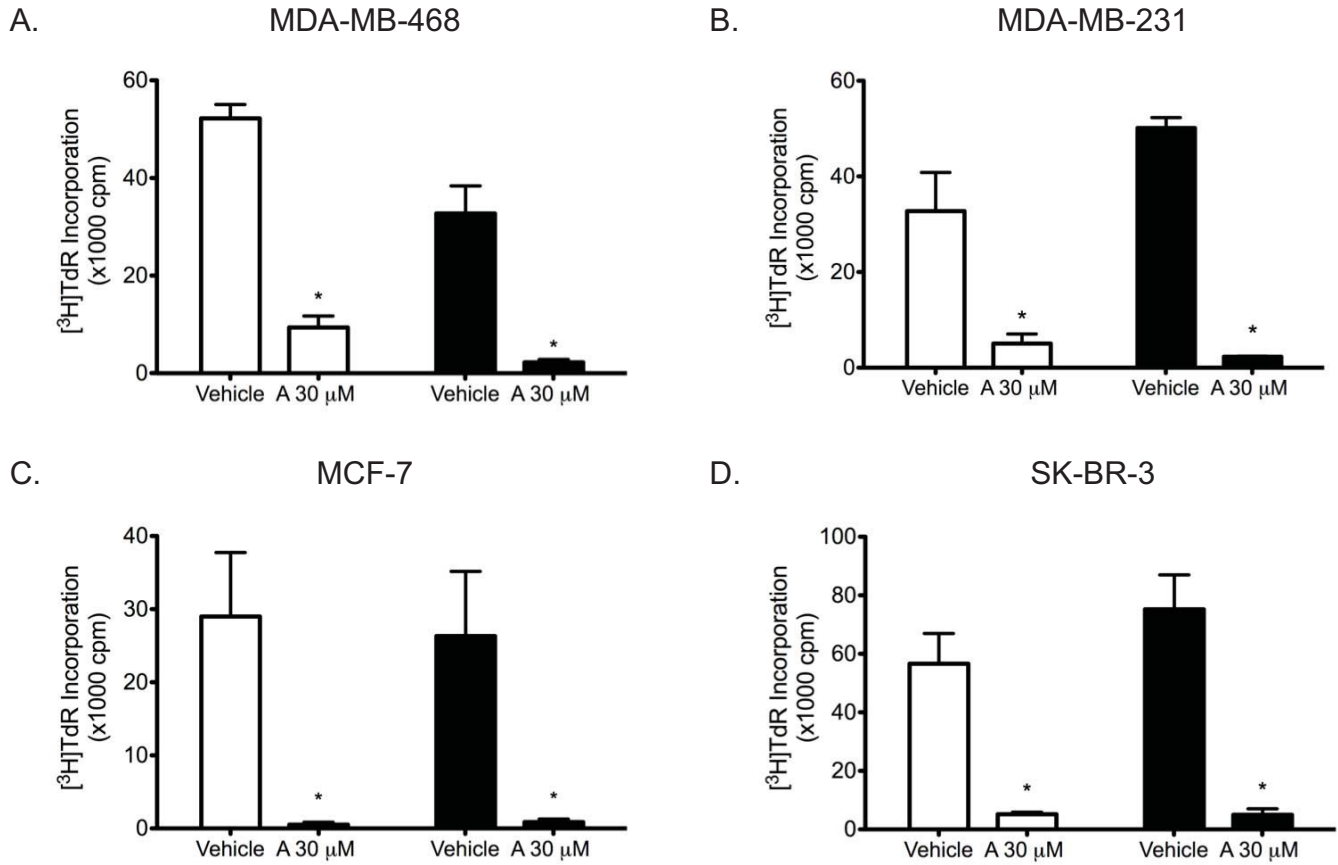 A. MDA-MB-468
[³H]TdR Incorporation
(x1000 cpm)
60
40
20
0
*
*
Vehicle A 30 μM Vehicle A 30 μM
B. MDA-MB-231
[³H]TdR Incorporation
(x1000 cpm)
60
40
20
0
*
*
Vehicle A 30 μM Vehicle A 30 μM
C. MCF-7
[³H]TdR Incorporation
(x1000 cpm)
40
30
20
10
0
*
*
Vehicle A 30 μM Vehicle A 30 μM
D. SK-BR-3
[³H]TdR Incorporation
(x1000 cpm)
100
80
60
40
20
0
*
*
Vehicle A 30 μM Vehicle A 30 μM